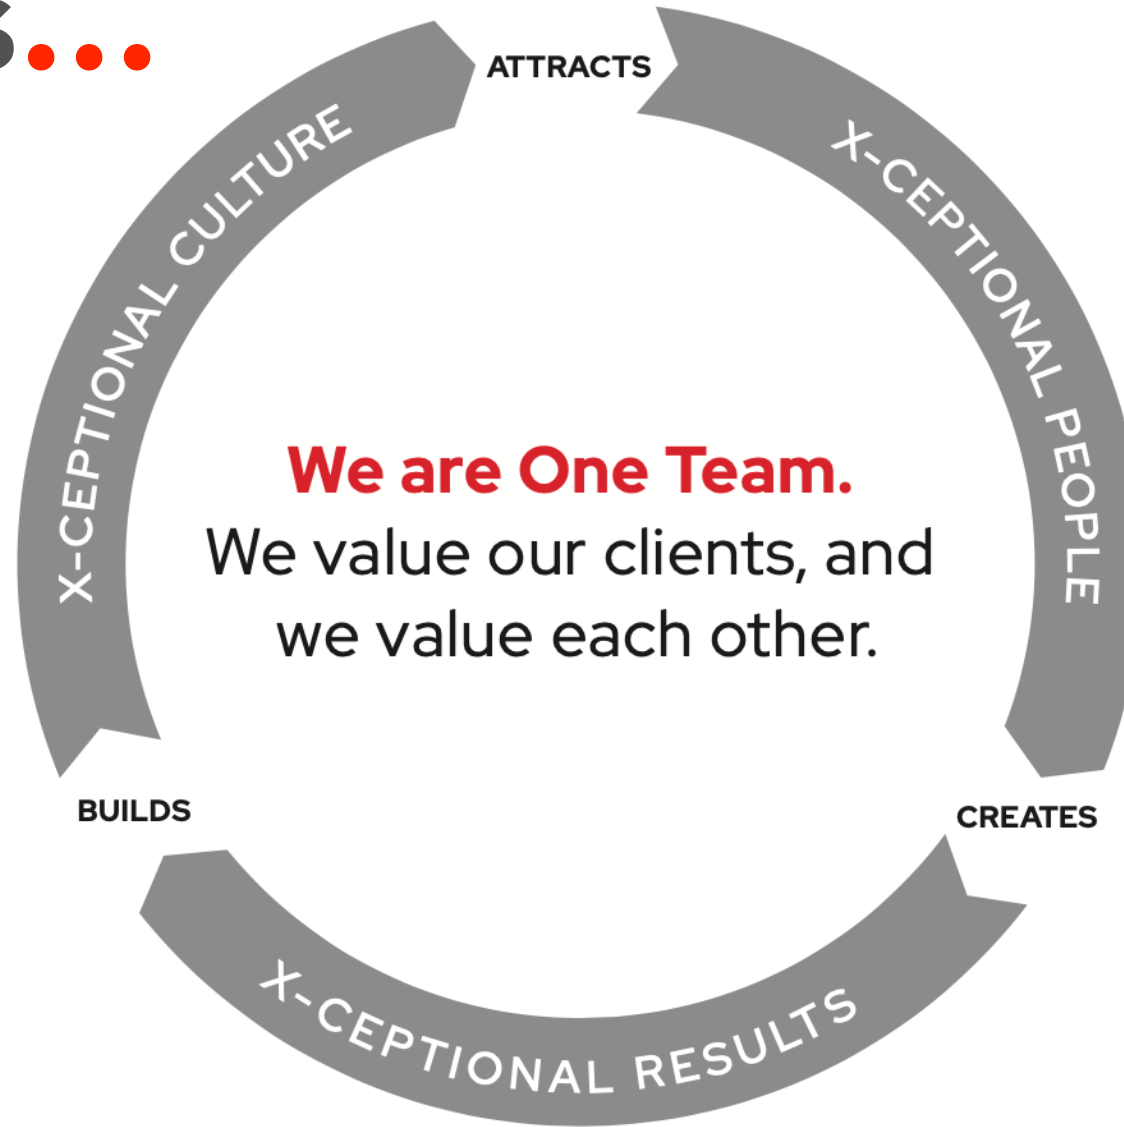 ...
ATTRACTS
X-CEPTIONAL PEOPLE
CREATES
X-CEPTIONAL RESULTS
BUILDS
X-CEPTIONAL CULTURE
We are One Team.
We value our clients, and
we value each other.